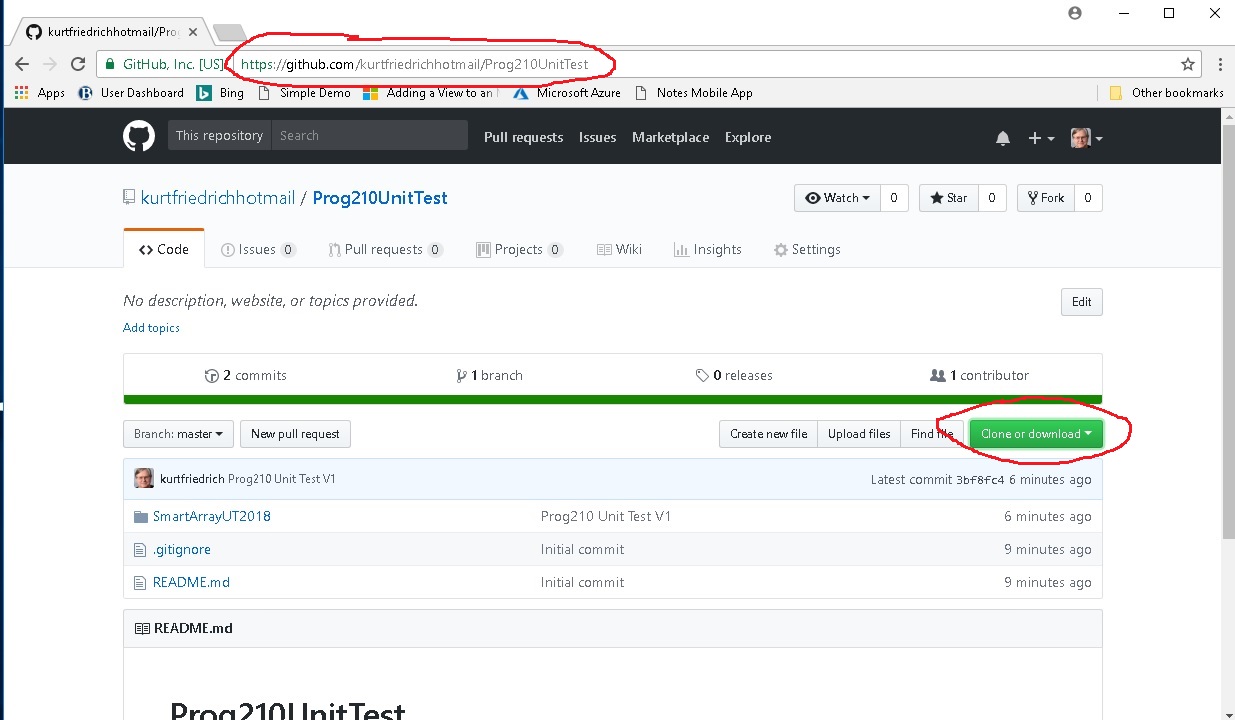 kurtfriedrichhotmail/Pro
GitHub, Inc. [US] https://github.com/kurtfriedrichhotmail/Prog210UnitTest
Apps User Dashboard Bing Simple Demo Adding a View to an Microsoft Azure Notes Mobile App Other bookmarks
This repository Search Pull requests Issues Marketplace Explore
kurtfriedrichhotmail / Prog210UnitTest Watch 0 Star 0 Fork 0
Code Issues 0 Pull requests 0 Projects 0 Wiki Insights Settings
No description, website, or topics provided. Edit
Add topics
2 commits 1 branch 0 releases 1 contributor
Branch: master New pull request Create new file Upload files Find file Clone or download
kurtfriedrich Prog210 Unit Test V1 Latest commit 3bf8fc4 6 minutes ago
SmartArrayUT2018 Prog210 Unit Test V1 6 minutes ago
.gitignore Initial commit 9 minutes ago
README.md Initial commit 9 minutes ago
README.md
Prog210UnitTest